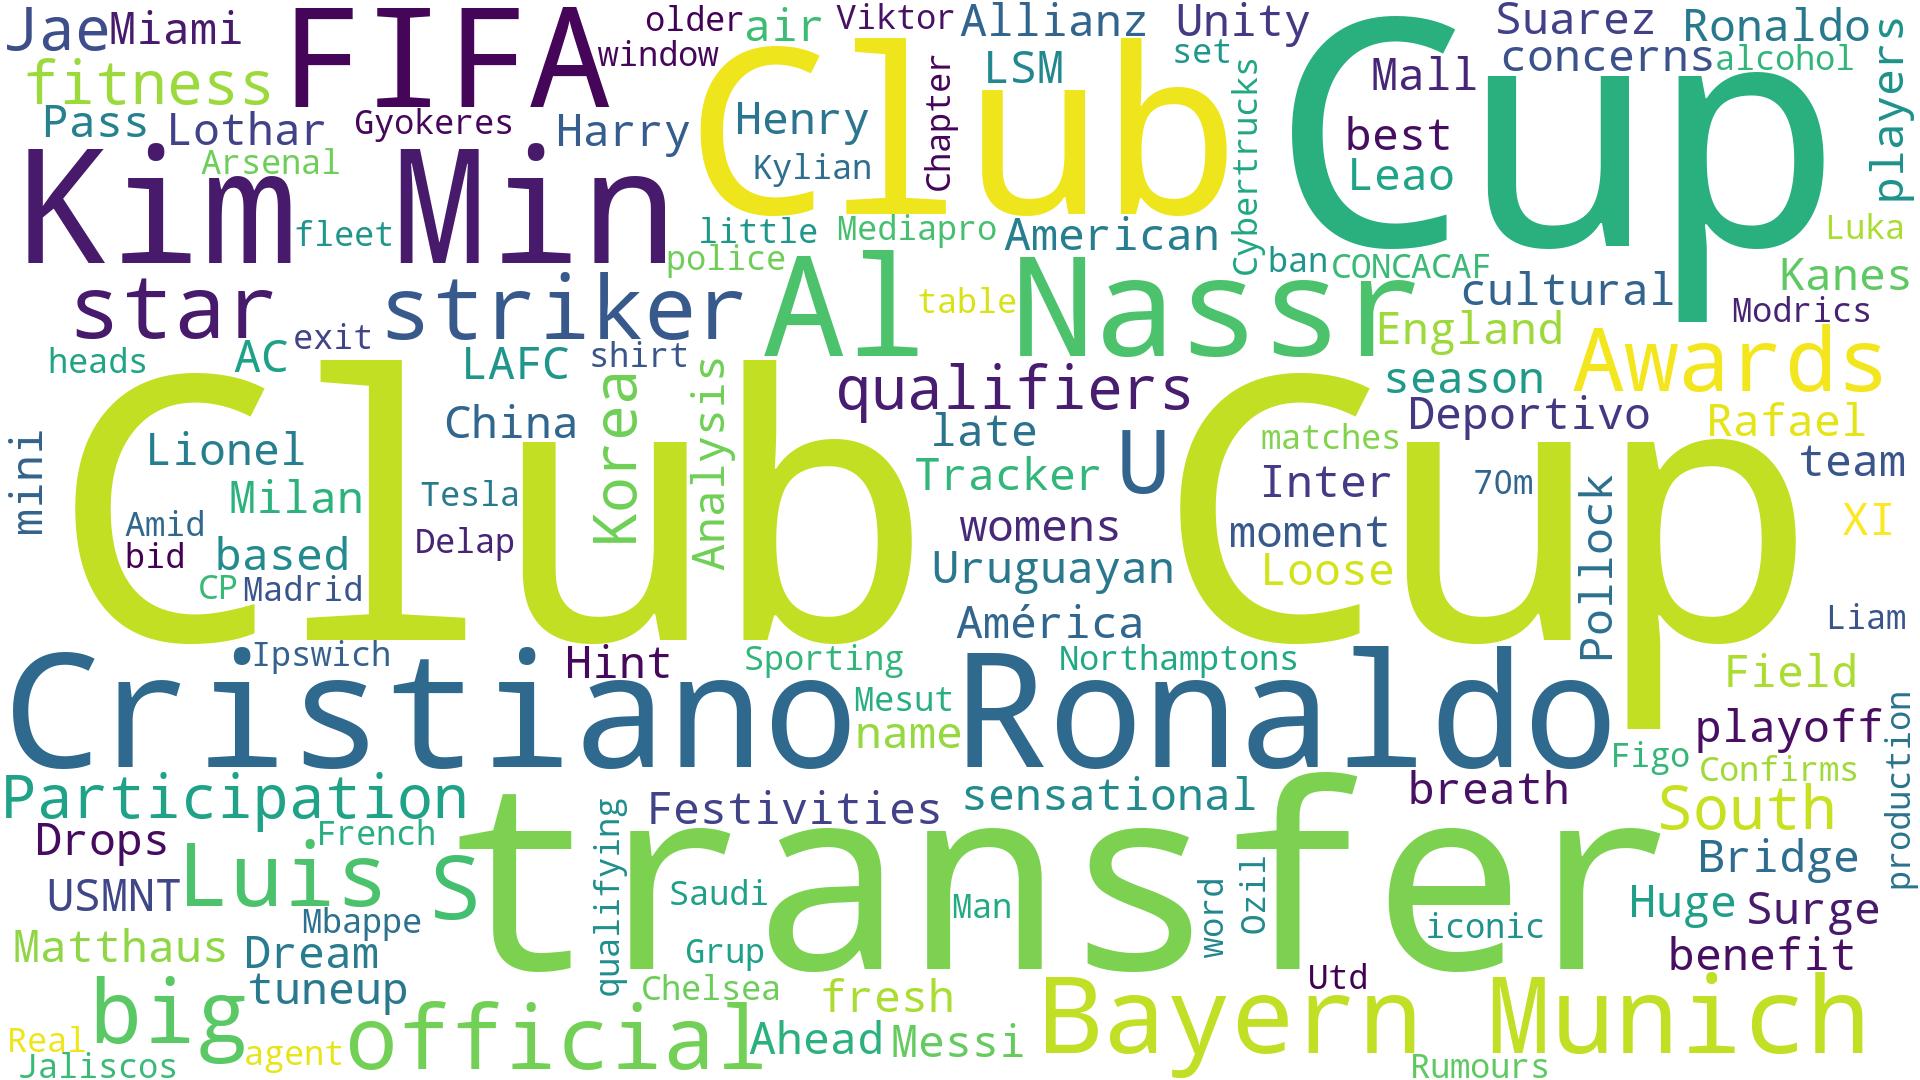 Jae Miami FIFA older air Viktor Allianz Unity Suarez Ronaldo
window Club LSM set Cup concerns alcohol
fitness Mall players
Pass Lothar Gyokeres Harry Henry Chapter Cybertrucks best
Arsenal Kylian Leao
Kim Min fleet little Mediapro American Luka
police ban CONCACAF Kanes
star striker Al Nassr table cultural Modrics
exit England
heads AC LAFC shirt Korea Analysis qualifiers season Awards
Club Cup
mini China late U Deportivo Rafael
Lionel matches team
Milan Tesla Tracker Inter 70m Pollock
Amid Delap womens moment XI
bid based Uruguayan Loose
CP Madrid
América Liam
Ipswich Hint Sporting Northamptons Field
Cristiano Mesut Ronaldo production
name playoff
Figo Confirms
Participation Festivities sensational breath South
Drops French qualifying transfer Bridge
Luis S Saudi word Ozil Huge
USMNT Mbappe Man iconic Surge
Matthaus Dream Grup benefit
tuneup Chelsea fresh Utd
big official Bayern Munich
Real agent Ahead Messi
Jaliscos Rumours